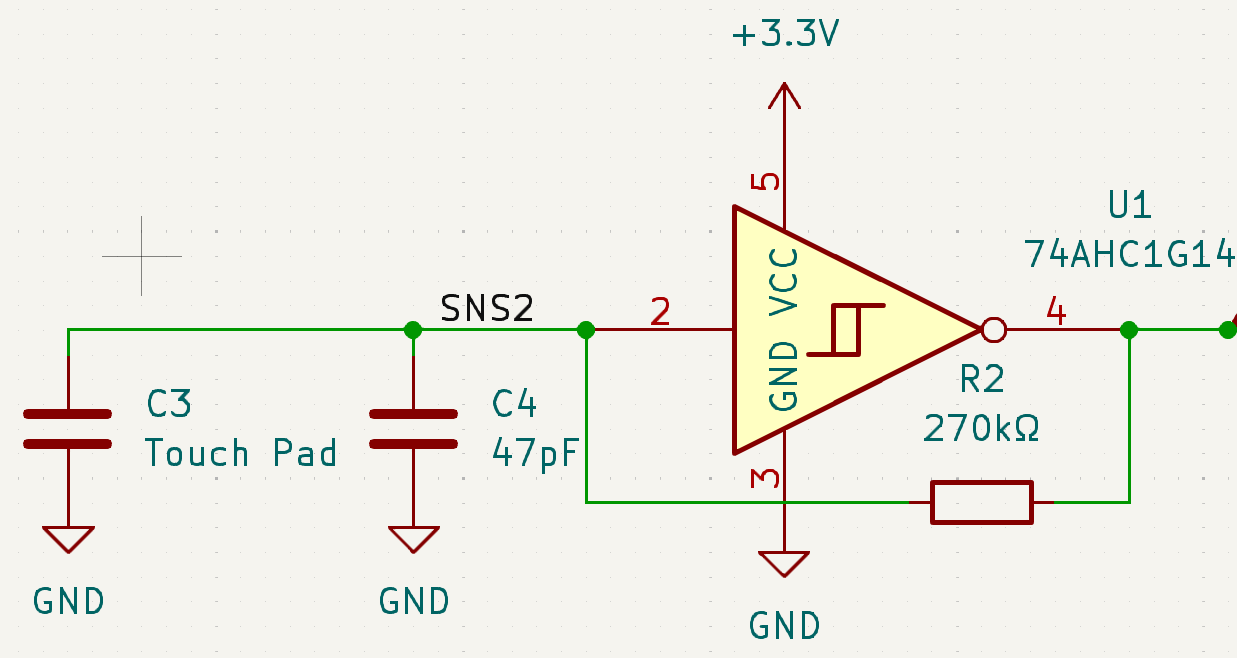 +3.3V
5
U1
74AHC1G14
VCC
SNS2
2
4
GND
R2
270kΩ
C3
Touch Pad
C4
47pF
3
GND
GND
GND